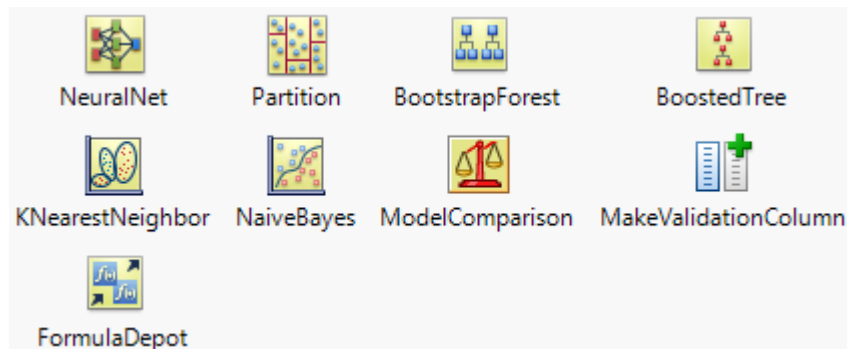 NeuralNet Partition BootstrapForest BoostedTree
KNearestNeighbor NaiveBayes ModelComparison MakeValidationColumn
FormulaDepot